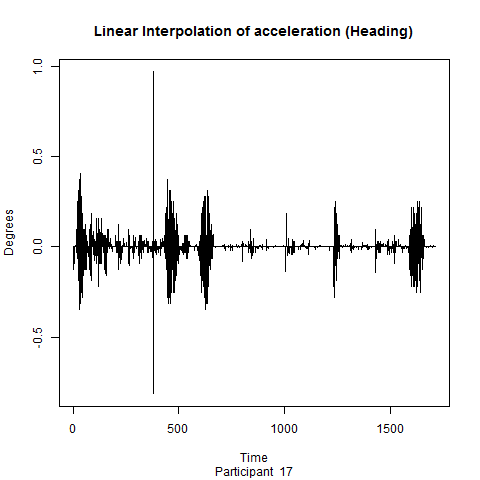 Linear Interpolation of acceleration (Heading)
1.0
0.5
0.0
-0.5
Degrees
0 500 1000 1500
Time
Participant 17